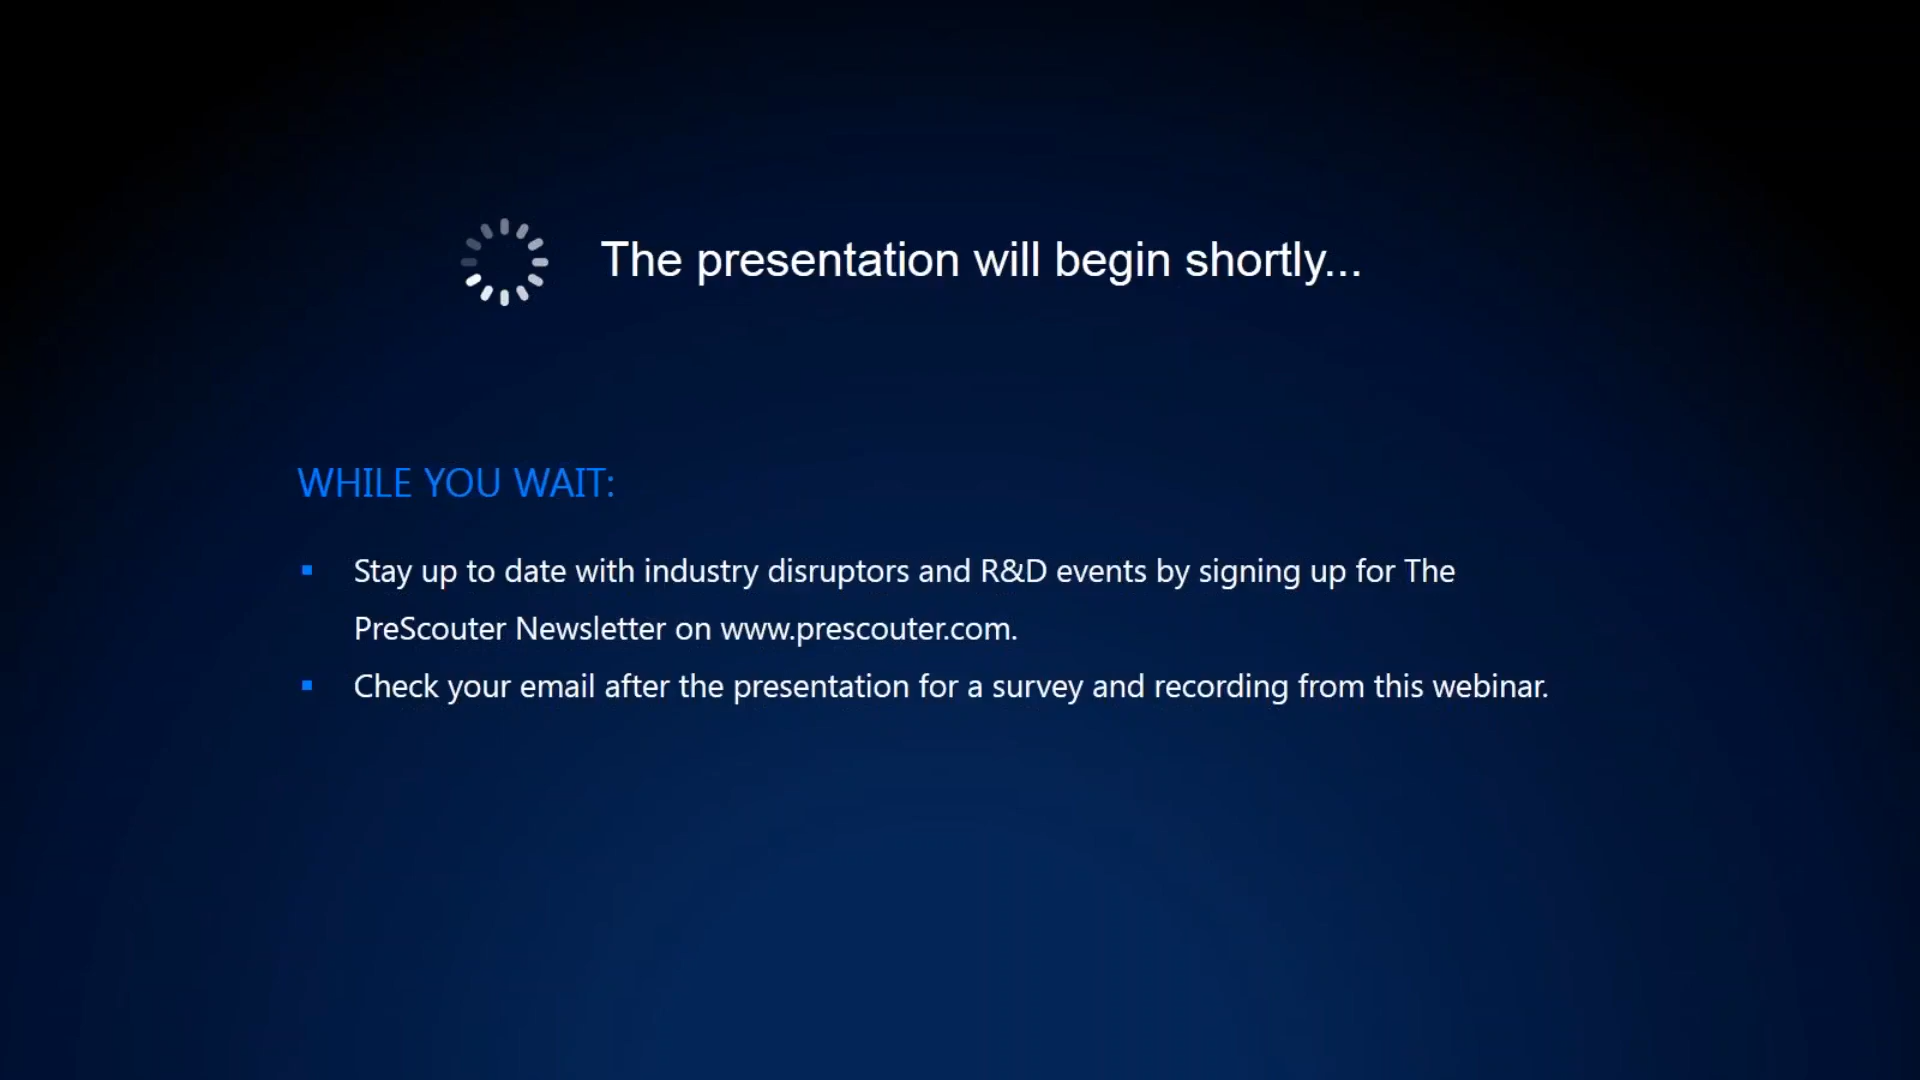 The presentation will begin shortly...
WHILE YOU WAIT:
▪ Stay up to date with industry disruptors and R&D events by signing up for The
PreScouter Newsletter on www.prescouter.com.
▪ Check your email after the presentation for a survey and recording from this webinar.